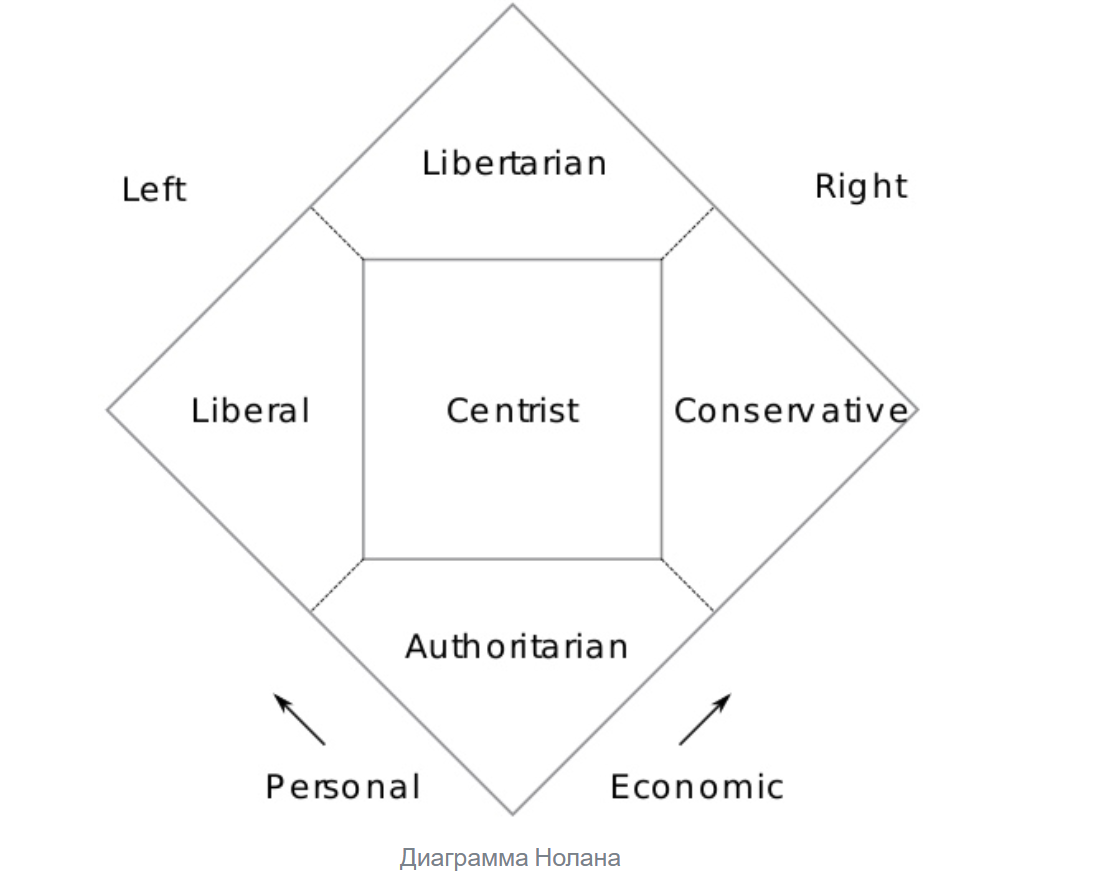 Libertarian
Left
Right
Liberal
Centrist
Conservative
Authoritarian
Personal
Economic
Диаграмма Нолана